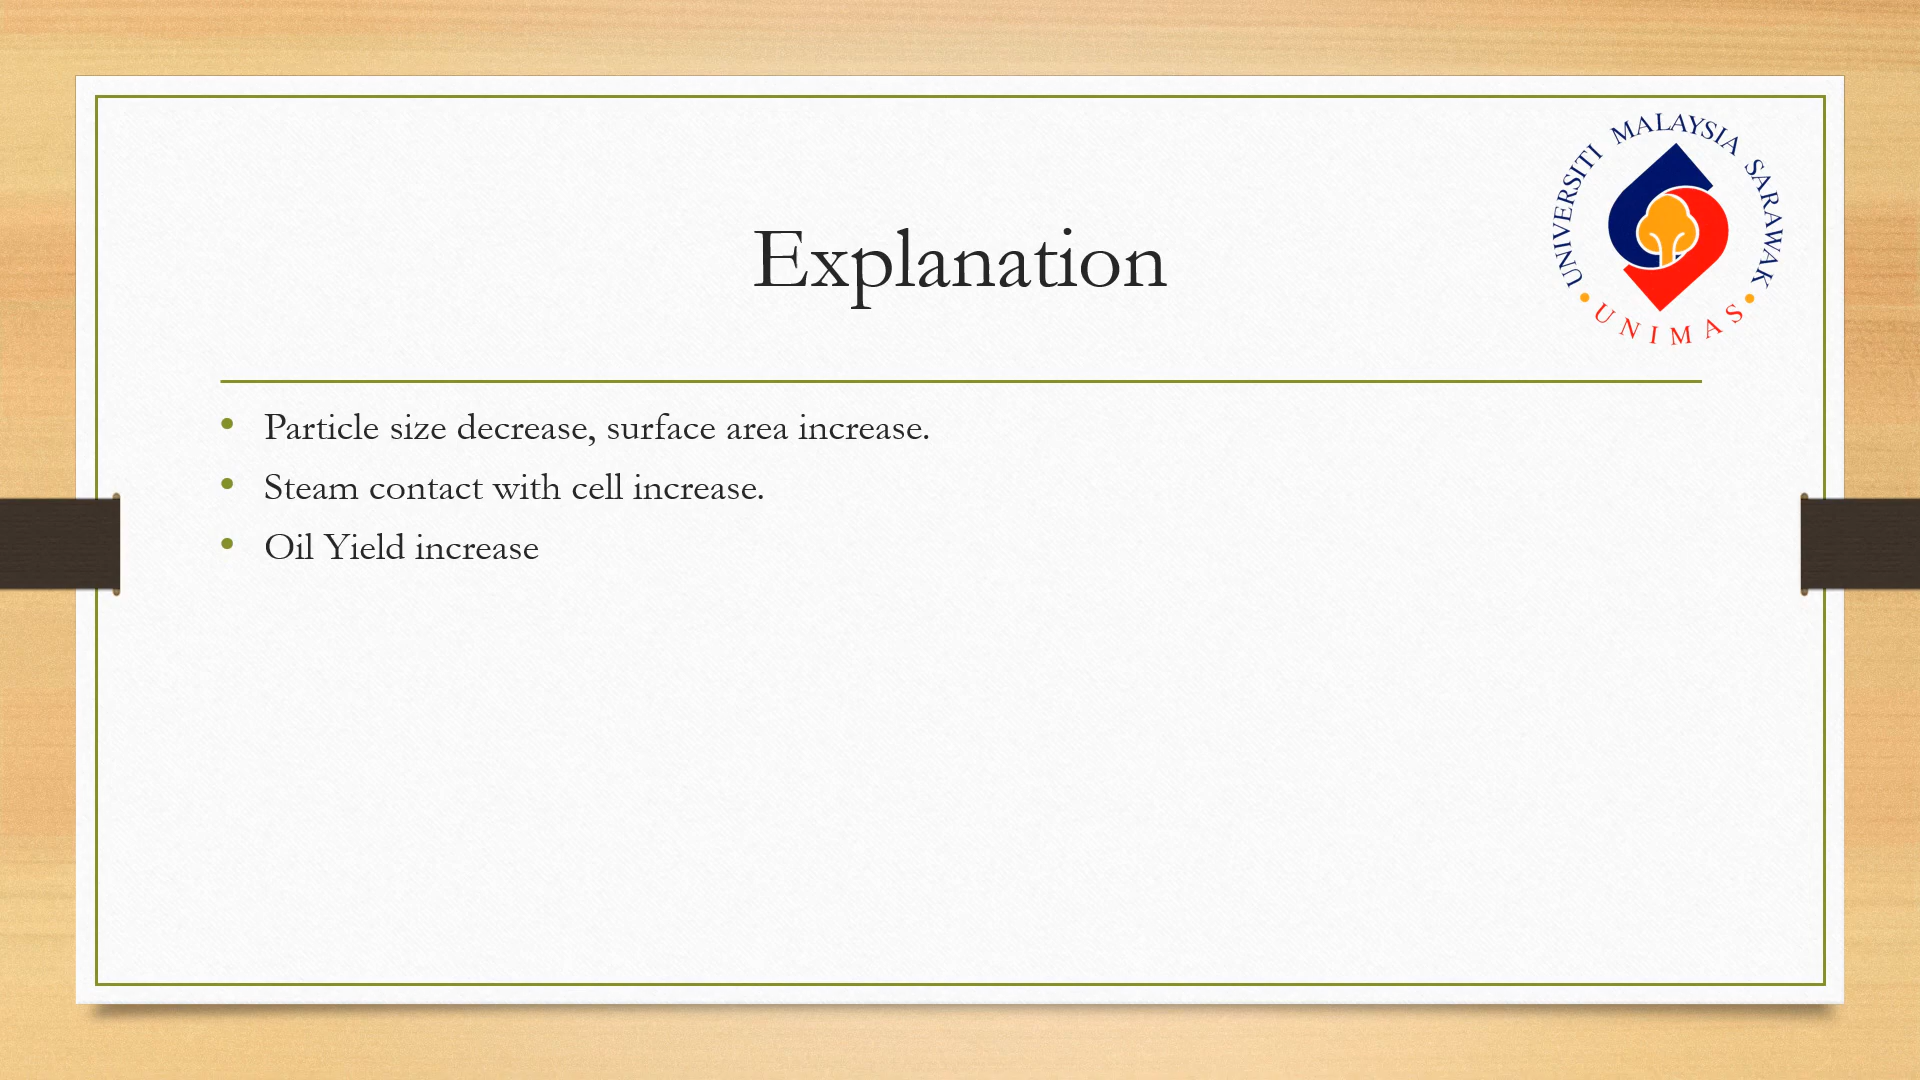 UNIVERSITI MALAYSIA SARAWAK
• UNIMAS •
Explanation
• Particle size decrease, surface area increase.
• Steam contact with cell increase.
• Oil Yield increase